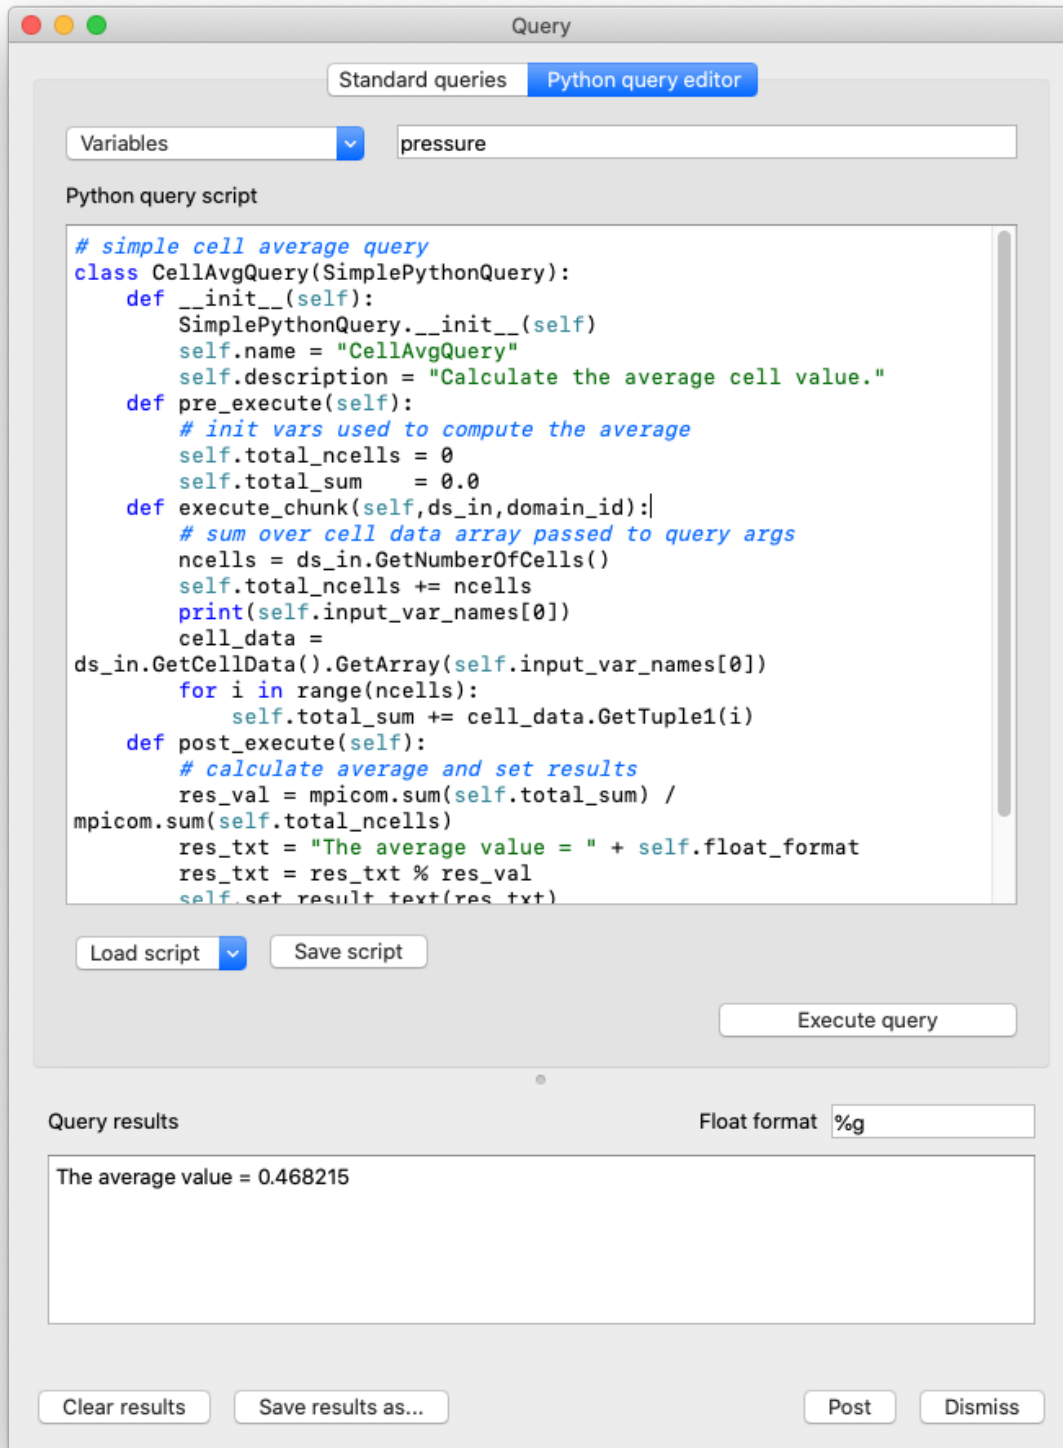 Query
Standard queries Python query editor
Variables pressure
Python query script
# simple cell average query
class CellAvgQuery(SimplePythonQuery):
    def __init__(self):
        SimplePythonQuery.__init__(self)
        self.name = "CellAvgQuery"
        self.description = "Calculate the average cell value."
    def pre_execute(self):
        # init vars used to compute the average
        self.total_ncells = 0
        self.total_sum    = 0.0
    def execute_chunk(self,ds_in,domain_id):
        # sum over cell data array passed to query args
        ncells = ds_in.GetNumberOfCells()
        self.total_ncells += ncells
        print(self.input_var_names[0])
        cell_data =
ds_in.GetCellData().GetArray(self.input_var_names[0])
        for i in range(ncells):
            self.total_sum += cell_data.GetTuple1(i)
    def post_execute(self):
        # calculate average and set results
        res_val = mpicom.sum(self.total_sum) /
mpicom.sum(self.total_ncells)
        res_txt = "The average value = " + self.float_format
        res_txt = res_txt % res_val
        self.set_result_text(res_txt)
Load script Save script
Execute query
Query results Float format %g
The average value = 0.468215
Clear results Save results as... Post Dismiss